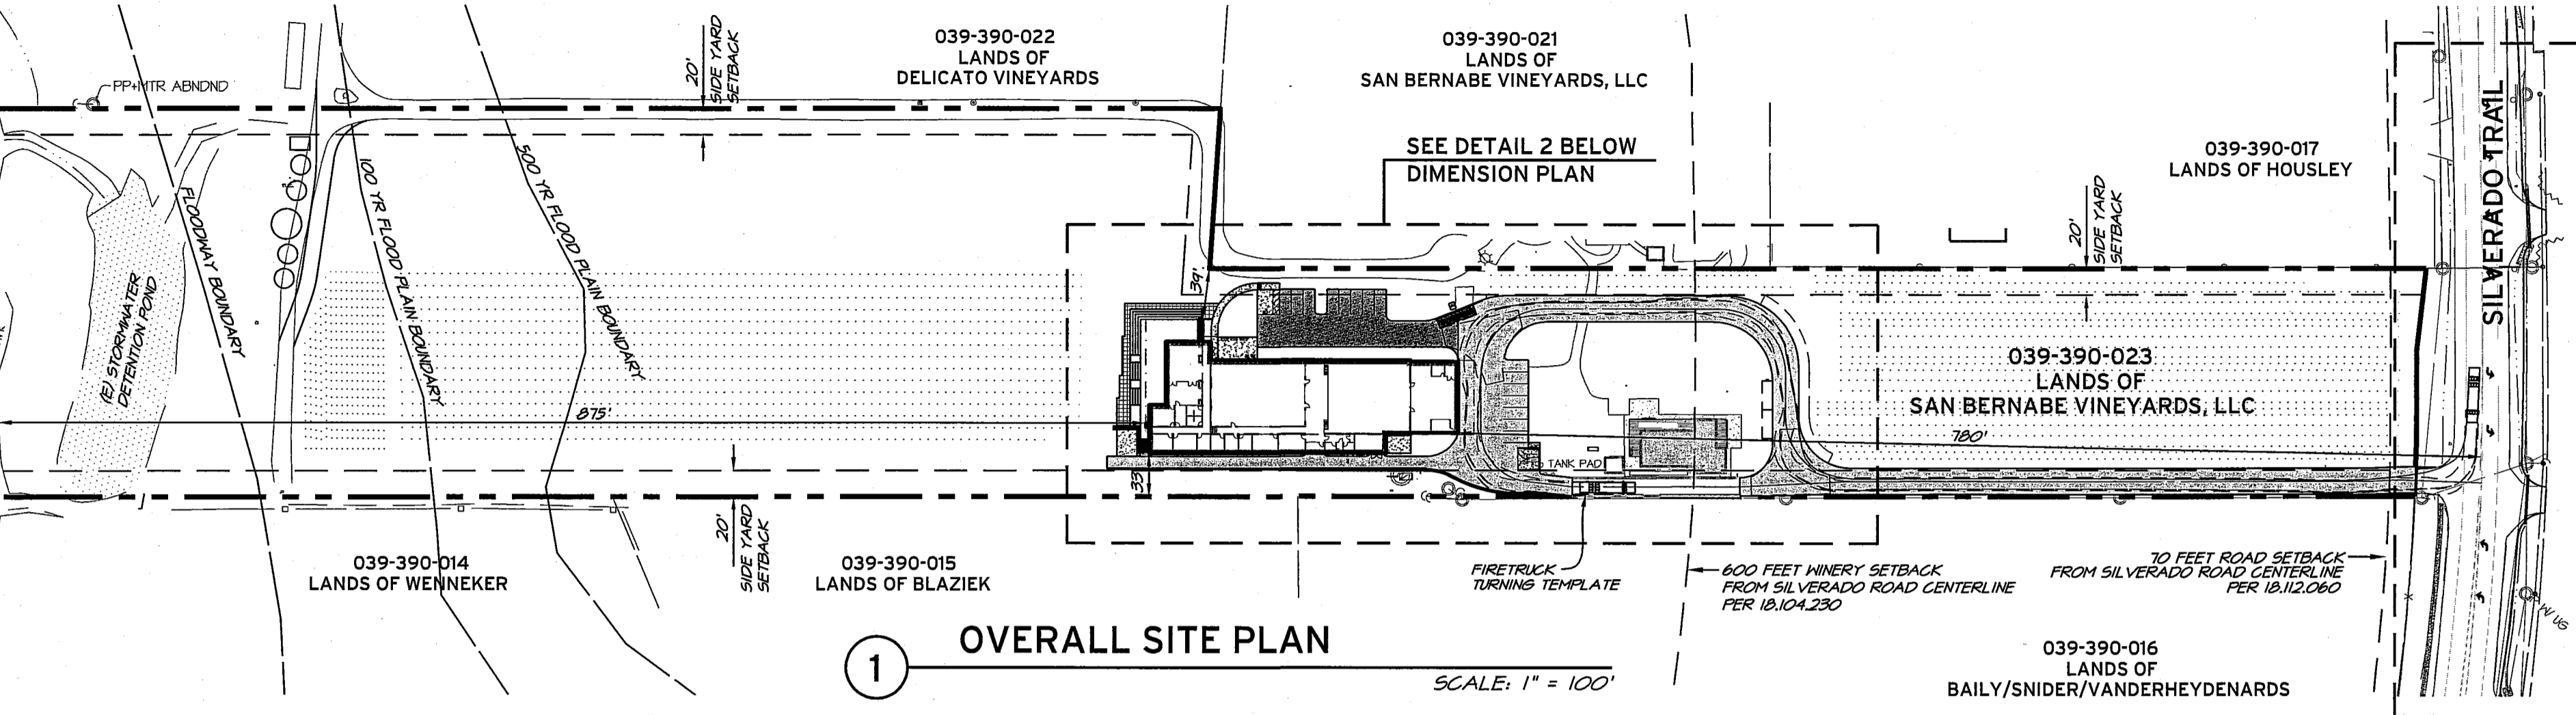 PP+MTR ABNDND
20'
SIDE YARD
SETBACK
039-390-022
LANDS OF
DELICATO VINEYARDS
039-390-021
LANDS OF
SAN BERNABE VINEYARDS, LLC
SEE DETAIL 2 BELOW
DIMENSION PLAN
039-390-017
LANDS OF HOUSLEY
SILVERADO TRAIL
20'
SIDE YARD
SETBACK
(E) STORMWATER
DETENTION POND
FLOODWAY BOUNDARY
100 YR FLOOD PLAIN BOUNDARY
500 YR FLOOD PLAIN BOUNDARY
39'
875'
33'
TANK PAD
039-390-023
LANDS OF
SAN BERNABE VINEYARDS, LLC
780'
20'
SIDE YARD
SETBACK
039-390-014
LANDS OF WENNEKER
039-390-015
LANDS OF BLAZIEK
FIRETRUCK
TURNING TEMPLATE
600 FEET WINERY SETBACK
FROM SILVERADO ROAD CENTERLINE
PER 18.104.230
70 FEET ROAD SETBACK
FROM SILVERADO ROAD CENTERLINE
PER 18.112.060
W UG
039-390-016
LANDS OF
BAILY/SNIDER/VANDERHEYDENARDS
1
OVERALL SITE PLAN
SCALE: 1" = 100'